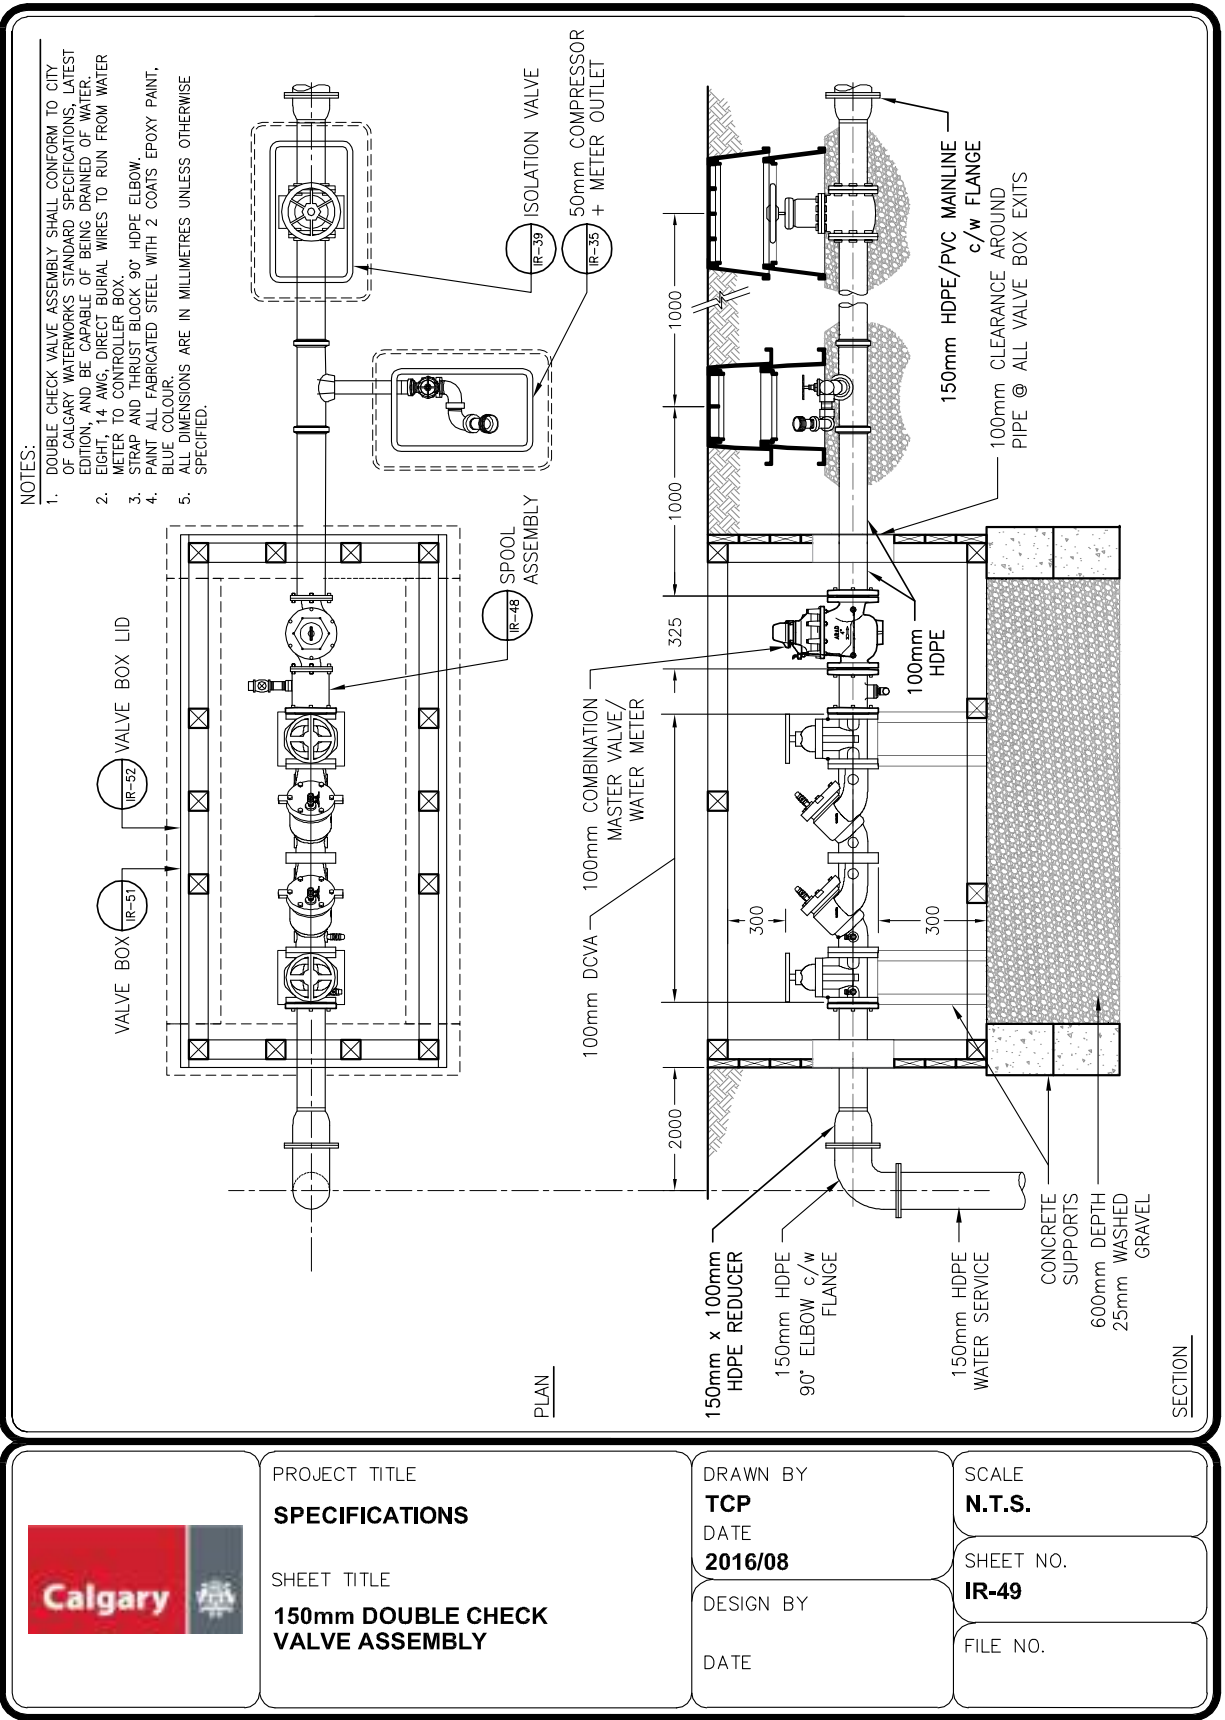 NOTES:
1. DOUBLE CHECK VALVE ASSEMBLY SHALL CONFORM TO CITY
OF CALGARY WATERWORKS STANDARD SPECIFICATIONS, LATEST
EDITION, AND BE CAPABLE OF BEING DRAINED OF WATER.
2. EIGHT, 14 AWG, DIRECT BURIAL WIRES TO RUN FROM WATER
METER TO CONTROLLER BOX.
3. STRAP AND THRUST BLOCK 90° HDPE ELBOW.
4. PAINT ALL FABRICATED STEEL WITH 2 COATS EPOXY PAINT,
BLUE COLOUR.
5. ALL DIMENSIONS ARE IN MILLIMETRES UNLESS OTHERWISE
SPECIFIED.
VALVE BOX
IR-51
IR-52
VALVE BOX LID
IR-48
SPOOL
ASSEMBLY
IR-39
ISOLATION VALVE
IR-35
50mm COMPRESSOR
+ METER OUTLET
PLAN
100mm DCVA
100mm COMBINATION
MASTER VALVE/
WATER METER
2000
325
1000
1000
300
300
100mm
HDPE
150mm HDPE/PVC MAINLINE
c/w FLANGE
100mm CLEARANCE AROUND
PIPE @ ALL VALVE BOX EXITS
150mm x 100mm
HDPE REDUCER
150mm HDPE
90° ELBOW c/w
FLANGE
150mm HDPE
WATER SERVICE
CONCRETE
SUPPORTS
600mm DEPTH
25mm WASHED
GRAVEL
SECTION
Calgary
PROJECT TITLE
SPECIFICATIONS
SHEET TITLE
150mm DOUBLE CHECK
VALVE ASSEMBLY
DRAWN BY
TCP
DATE
2016/08
DESIGN BY
DATE
SCALE
N.T.S.
SHEET NO.
IR-49
FILE NO.